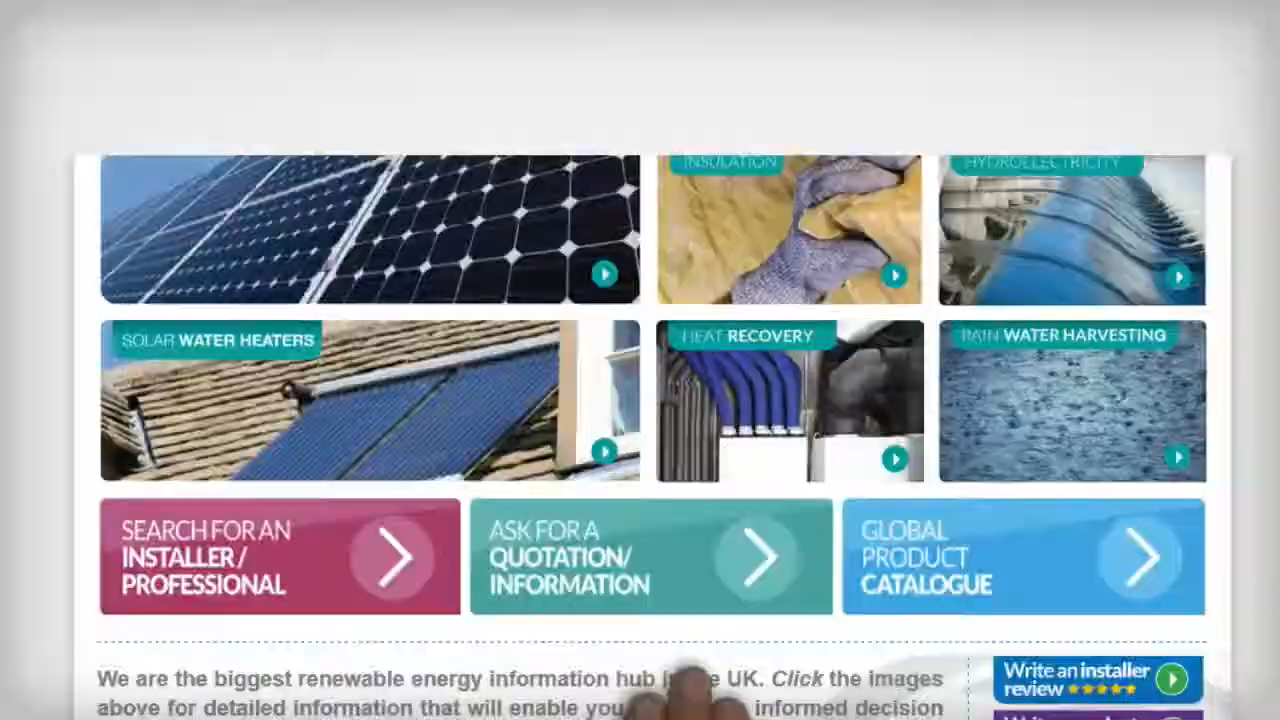 INSULATION
HYDROELECTRICITY
SOLAR WATER HEATERS
HEAT RECOVERY
RAIN WATER HARVESTING
SEARCH FOR AN
INSTALLER/
PROFESSIONAL
ASK FOR A
QUOTATION/
INFORMATION
GLOBAL
PRODUCT
CATALOGUE
We are the biggest renewable energy information hub UK. Click the images
above for detailed information that will enable you informed decision
Write an installer
review